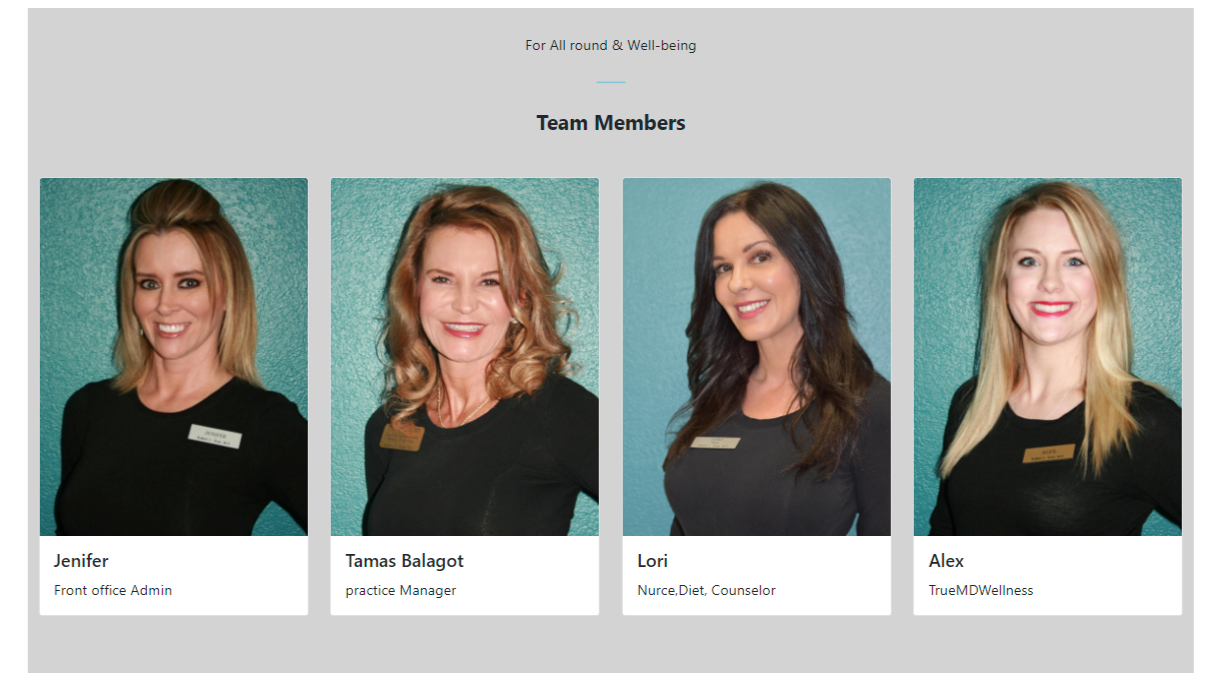 For All round & Well-being
Team Members
JENIFER
Jenifer
Front office Admin
Tamas Balagot
practice Manager
Lori
Nurce,Diet, Counselor
Alex
TrueMDWellness